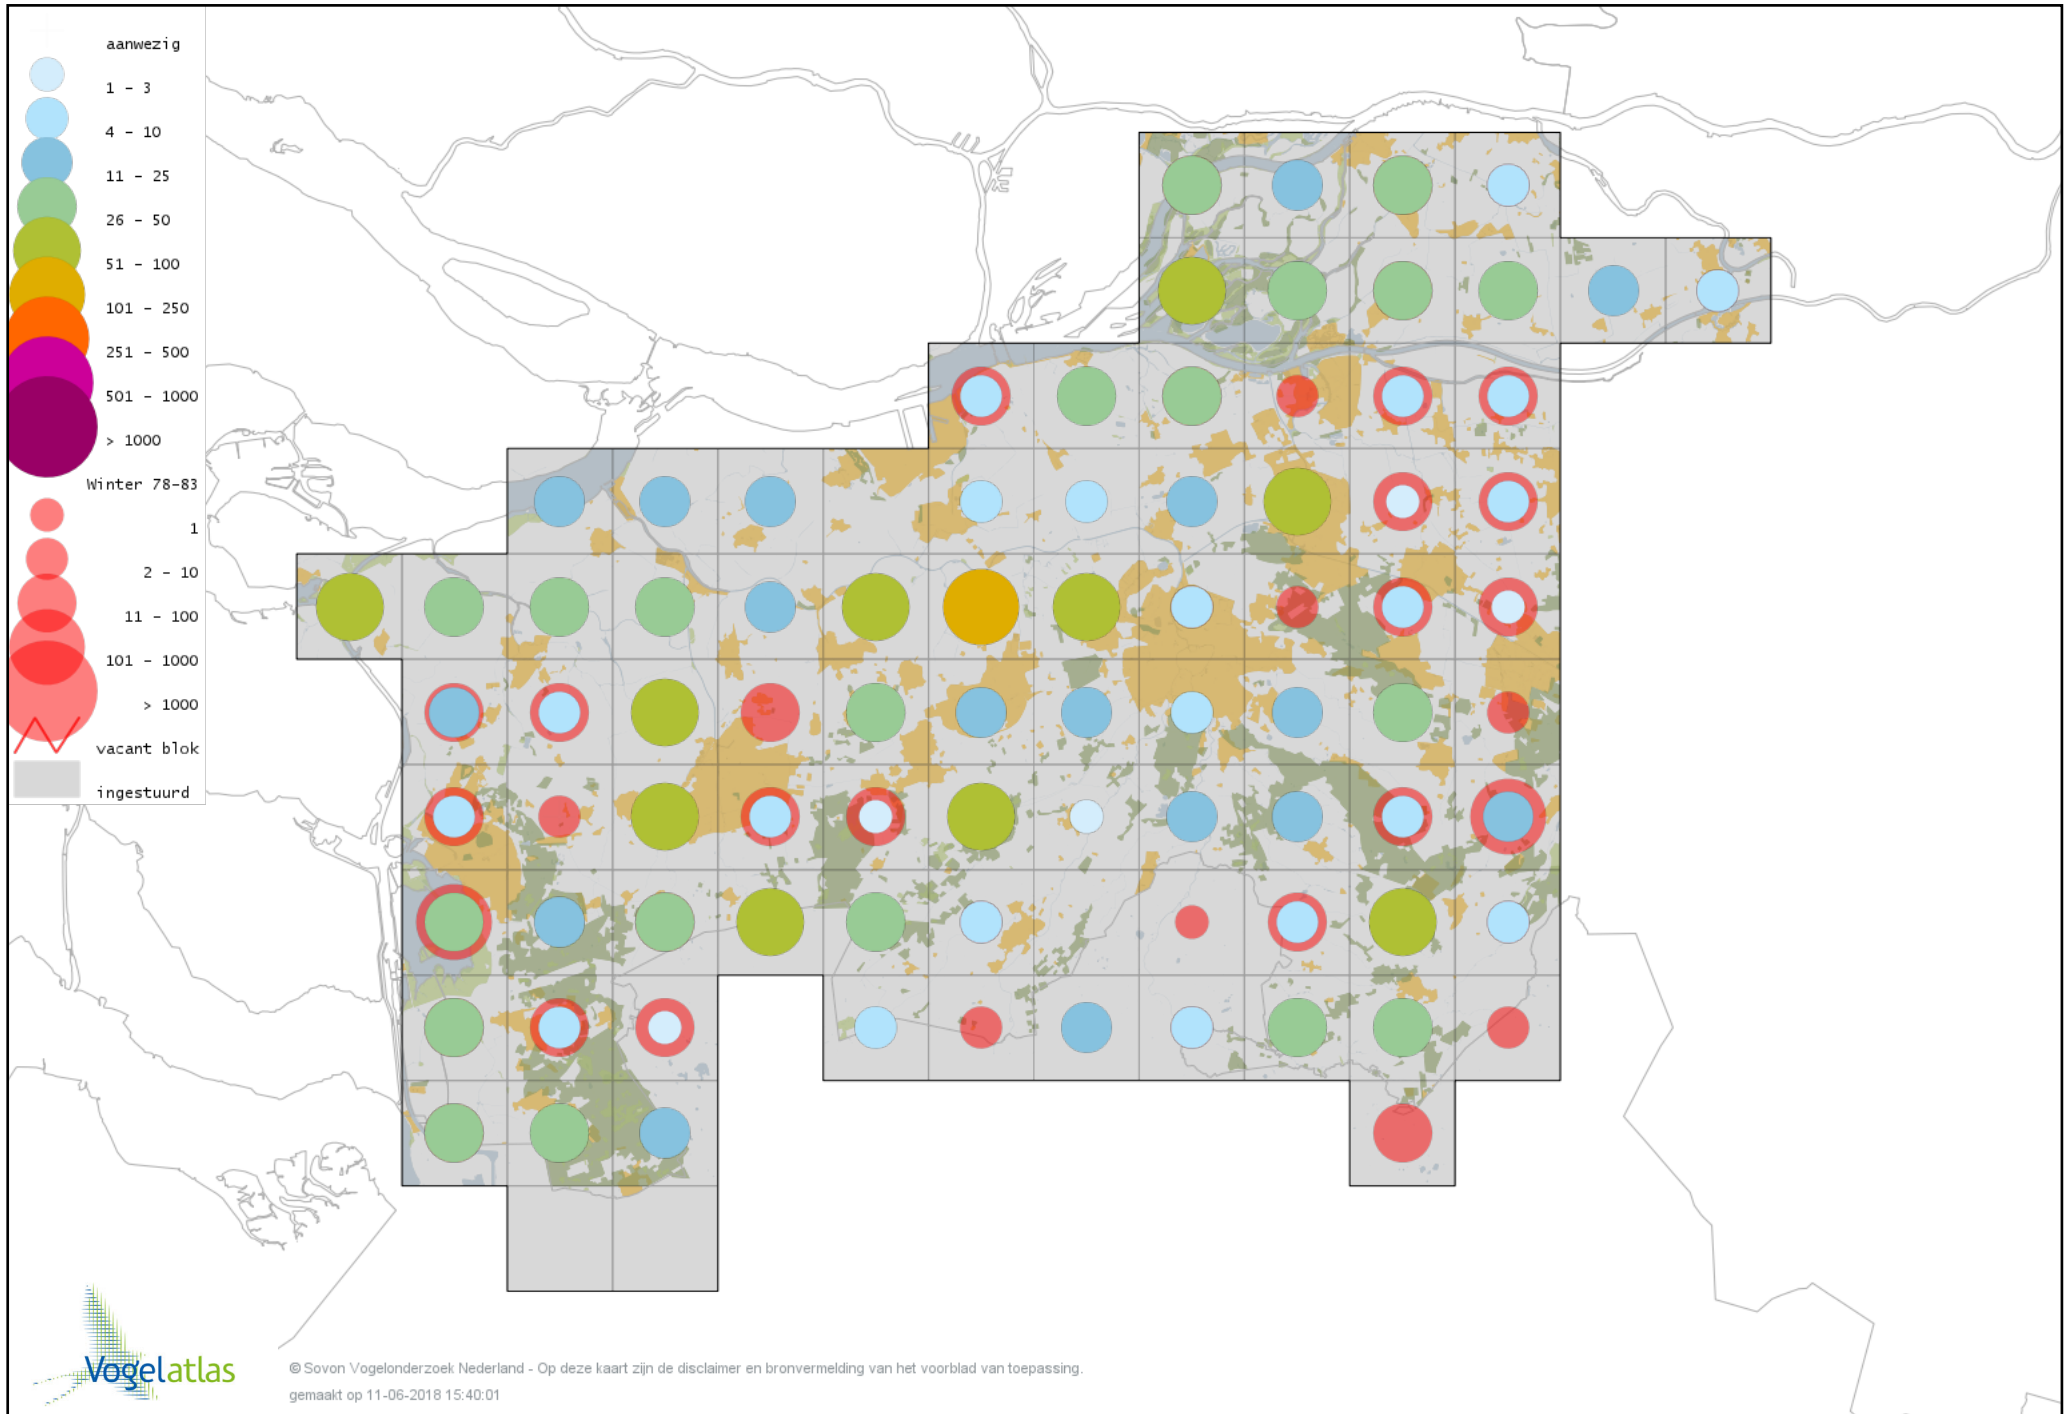 aanwezig
1 - 3
4 - 10
11 - 25
26 - 50
51 - 100
101 - 250
251 - 500
501 - 1000
> 1000
Winter 78-83
1
2 - 10
11 - 100
101 - 1000
> 1000
vacant blok
ingestuurd
Vogelatlas
© Sovon Vogelonderzoek Nederland - Op deze kaart zijn de disclaimer en bronvermelding van het voorblad van toepassing.
gemaakt op 11-06-2018 15:40:01